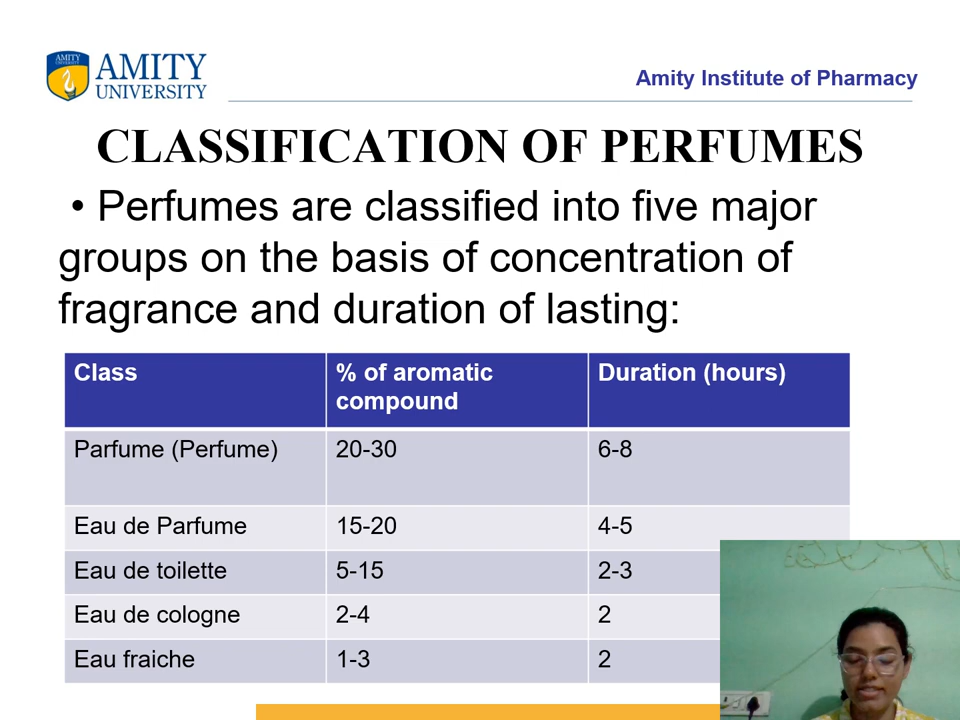 AMITY
UNIVERSITY
AMITY
UNIVERSITY
Amity Institute of Pharmacy
CLASSIFICATION OF PERFUMES
• Perfumes are classified into five major
groups on the basis of concentration of
fragrance and duration of lasting:
Class % of aromatic compound Duration (hours)
Parfume (Perfume) 20-30 6-8
Eau de Parfume 15-20 4-5
Eau de toilette 5-15 2-3
Eau de cologne 2-4 2
Eau fraiche 1-3 2